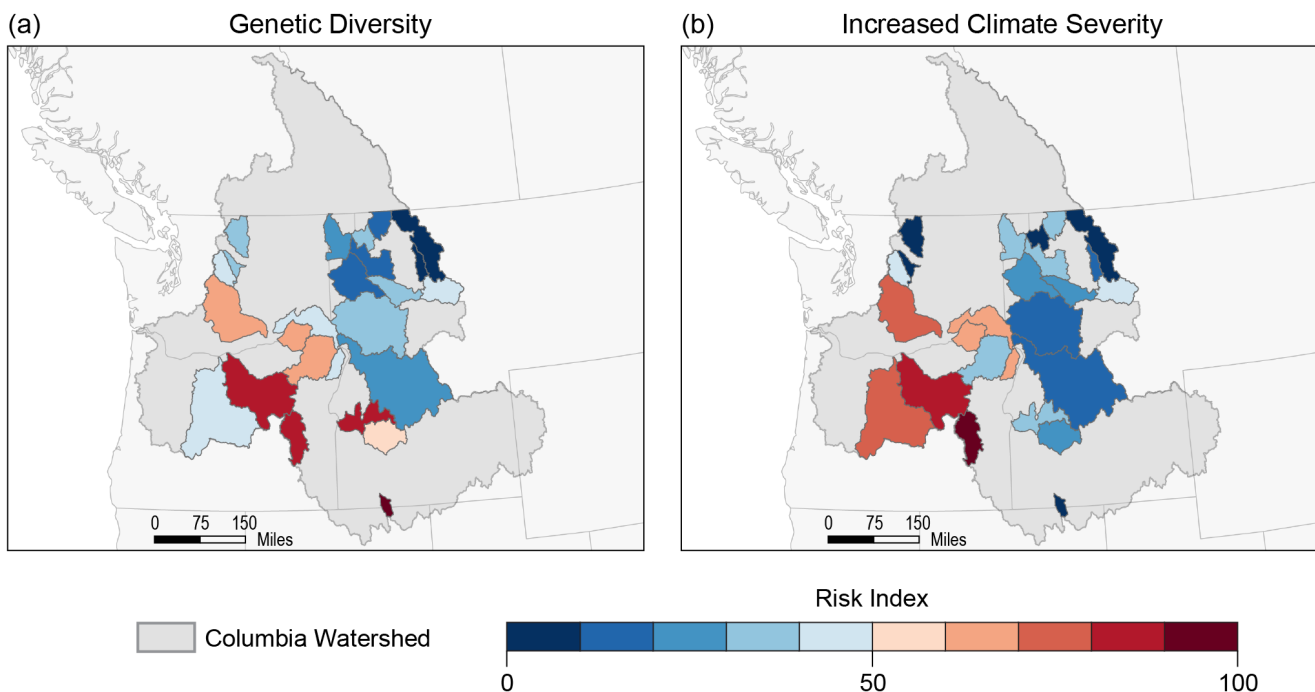 (a) Genetic Diversity
(b) Increased Climate Severity
0 75 150
Miles
0 75 150
Miles
Risk Index
Columbia Watershed
0 50 100